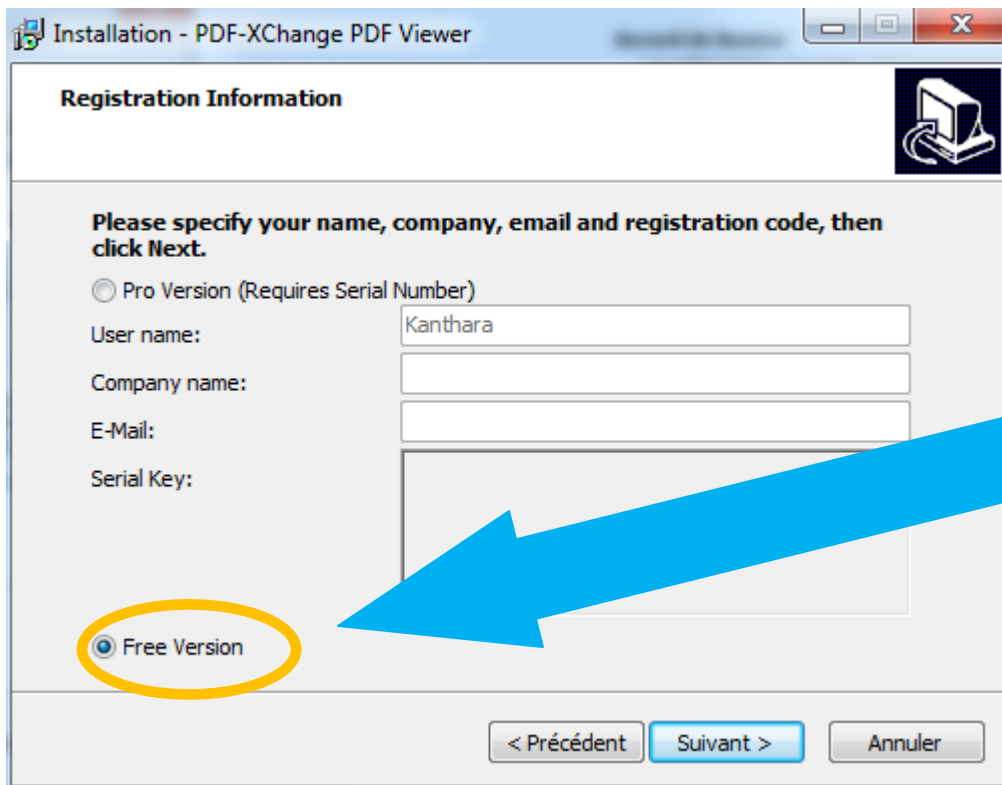 Installation - PDF-XChange PDF Viewer
Registration Information
Please specify your name, company, email and registration code, then
click Next.
Pro Version (Requires Serial Number)
User name:
Kanthara
Company name:
E-Mail:
Serial Key:
Free Version
< Précédent
Suivant >
Annuler